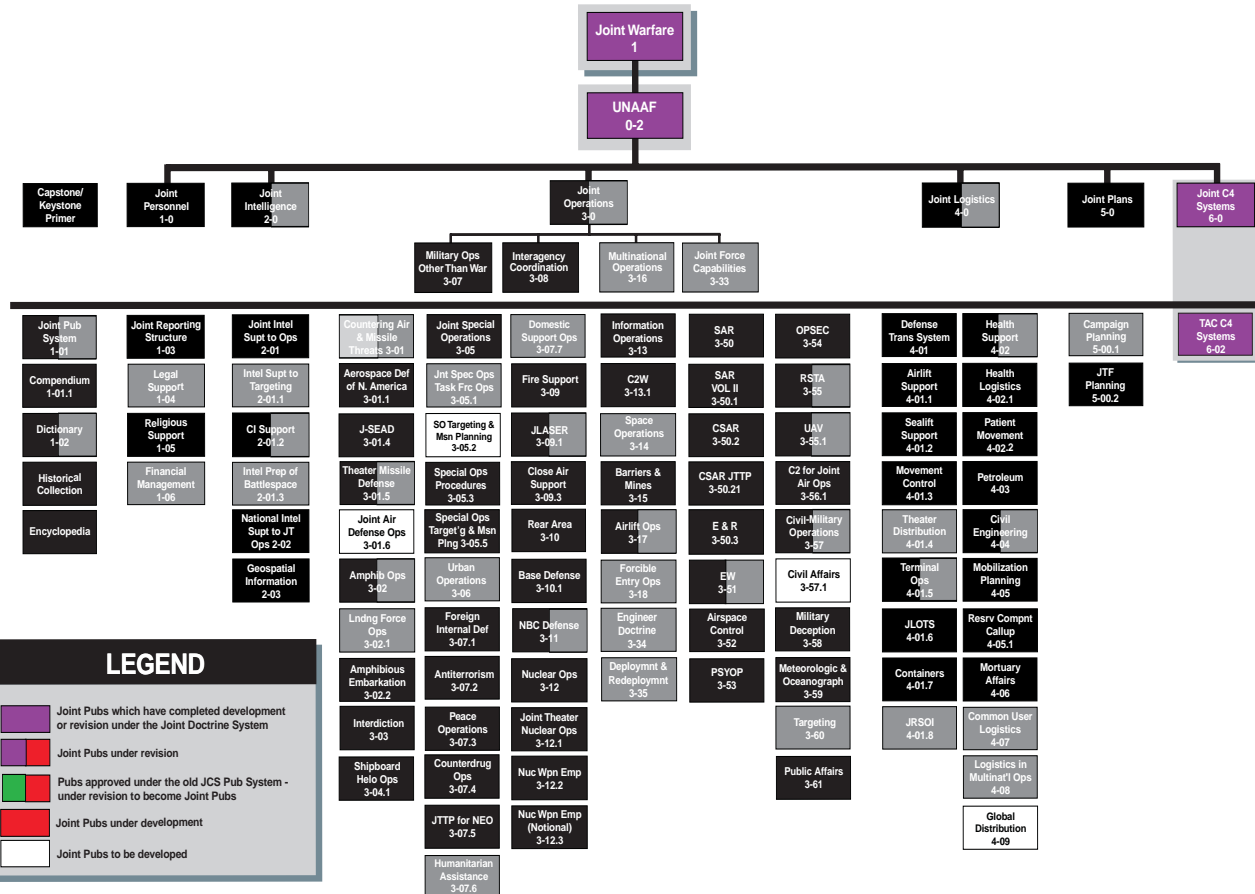 Joint Warfare
1
UNAAF
0-2
Capstone/
Keystone
Primer
Joint
Personnel
1-0
Joint
Intelligence
2-0
Joint
Operations
3-0
Joint Logistics
4-0
Joint Plans
5-0
Joint C4
Systems
6-0
Military Ops
Other Than War
3-07
Interagency
Coordination
3-08
Multinational
Operations
3-16
Joint Force
Capabilities
3-33
Joint Pub
System
1-01
Compendium
1-01.1
Dictionary
1-02
Historical
Collection
Encyclopedia
Joint Reporting
Structure
1-03
Legal
Support
1-04
Religious
Support
1-05
Financial
Management
1-06
Joint Intel
Supt to Ops
2-01
Intel Supt to
Targeting
2-01.1
CI Support
2-01.2
Intel Prep of
Battlespace
2-01.3
National Intel
Supt to JT
Ops 2-02
Geospatial
Information
2-03
Countering Air
& Missile
Threats 3-01
Aerospace Def
of N. America
3-01.1
J-SEAD
3-01.4
Theater Missile
Defense
3-01.5
Joint Air
Defense Ops
3-01.6
Amphib Ops
3-02
Lndng Force
Ops
3-02.1
Amphibious
Embarkation
3-02.2
Interdiction
3-03
Shipboard
Helo Ops
3-04.1
Joint Special
Operations
3-05
Jnt Spec Ops
Task Frc Ops
3-05.1
SO Targeting &
Msn Planning
3-05.2
Special Ops
Procedures
3-05.3
Special Ops
Target'g & Msn
Plng 3-05.5
Urban
Operations
3-06
Foreign
Internal Def
3-07.1
Antiterrorism
3-07.2
Peace
Operations
3-07.3
Counterdrug
Ops
3-07.4
JTTP for NEO
3-07.5
Humanitarian
Assistance
3-07.6
Domestic
Support Ops
3-07.7
Fire Support
3-09
JLASER
3-09.1
Close Air
Support
3-09.3
Rear Area
3-10
Base Defense
3-10.1
NBC Defense
3-11
Nuclear Ops
3-12
Joint Theater
Nuclear Ops
3-12.1
Nuc Wpn Emp
3-12.2
Nuc Wpn Emp
(Notional)
3-12.3
Information
Operations
3-13
C2W
3-13.1
Space
Operations
3-14
Barriers &
Mines
3-15
Airlift Ops
3-17
Forcible
Entry Ops
3-18
Engineer
Doctrine
3-34
Deploymnt &
Redeploymnt
3-35
SAR
3-50
SAR
VOL II
3-50.1
CSAR
3-50.2
CSAR JTTP
3-50.21
E & R
3-50.3
EW
3-51
Airspace
Control
3-52
PSYOP
3-53
OPSEC
3-54
RSTA
3-55
UAV
3-55.1
C2 for Joint
Air Ops
3-56.1
Civil-Military
Operations
3-57
Civil Affairs
3-57.1
Military
Deception
3-58
Meteorologic &
Oceanograph
3-59
Targeting
3-60
Public Affairs
3-61
Defense
Trans System
4-01
Airlift
Support
4-01.1
Sealift
Support
4-01.2
Movement
Control
4-01.3
Theater
Distribution
4-01.4
Terminal
Ops
4-01.5
JLOTS
4-01.6
Containers
4-01.7
JRSOI
4-01.8
Health
Support
4-02
Health
Logistics
4-02.1
Patient
Movement
4-02.2
Petroleum
4-03
Civil
Engineering
4-04
Mobilization
Planning
4-05
Resrv Compnt
Callup
4-05.1
Mortuary
Affairs
4-06
Common User
Logistics
4-07
Logistics in
Multinat'l Ops
4-08
Global
Distribution
4-09
Campaign
Planning
5-00.1
JTF
Planning
5-00.2
TAC C4
Systems
6-02
LEGEND
Joint Pubs which have completed development
or revision under the Joint Doctrine System
Joint Pubs under revision
Pubs approved under the old JCS Pub System -
under revision to become Joint Pubs
Joint Pubs under development
Joint Pubs to be developed